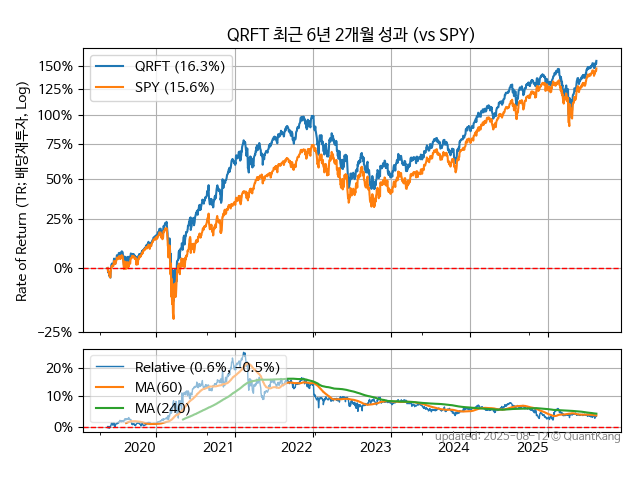 QRFT 최근 6년 2개월 성과 (vs SPY)
Rate of Return (TR: 배당재투자, Log)
150%
125%
100%
75%
50%
25%
0%
−25%
QRFT (16.3%)
SPY (15.6%)
20%
10%
0%
Relative (0.6%, −0.5%)
MA(60)
MA(240)
2020 2021 2022 2023 2024 2025
updated: 2025-08-12 © QuantKang